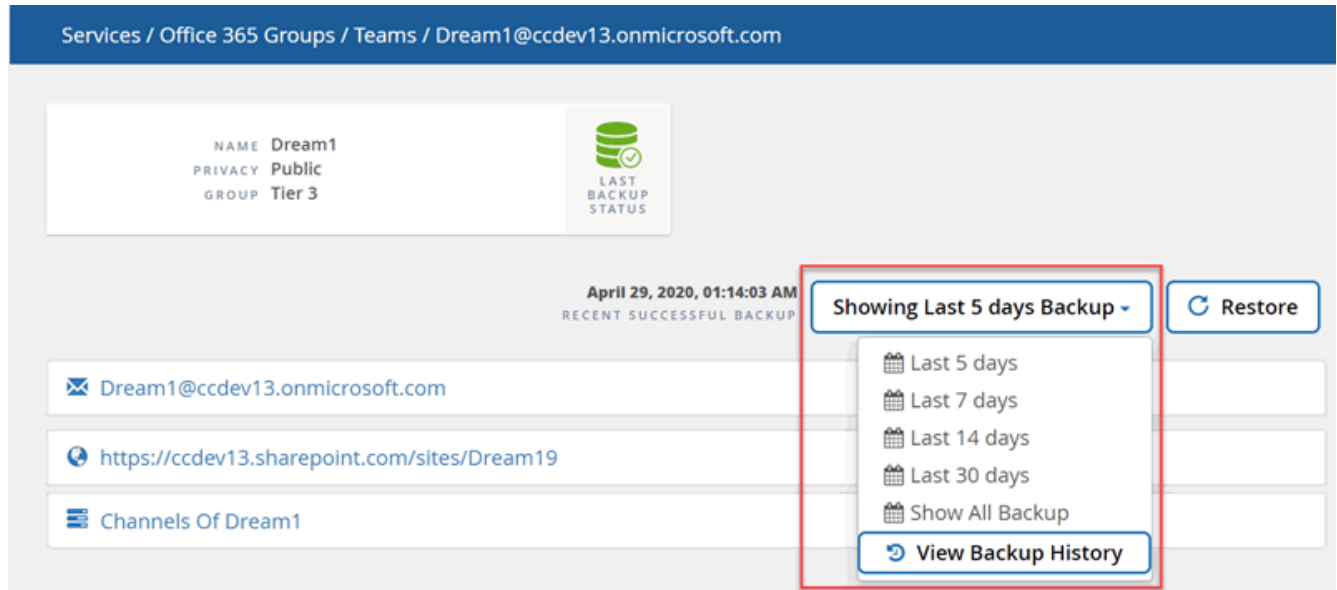 Services / Office 365 Groups / Teams / Dream1@ccdev13.onmicrosoft.com
NAME Dream1
PRIVACY Public
GROUP Tier 3
LAST
BACKUP
STATUS
April 29, 2020, 01:14:03 AM
RECENT SUCCESSFUL BACKUP
Showing Last 5 days Backup
Restore
Last 5 days
Last 7 days
Last 14 days
Last 30 days
Show All Backup
View Backup History
Dream1@ccdev13.onmicrosoft.com
https://ccdev13.sharepoint.com/sites/Dream19
Channels Of Dream1